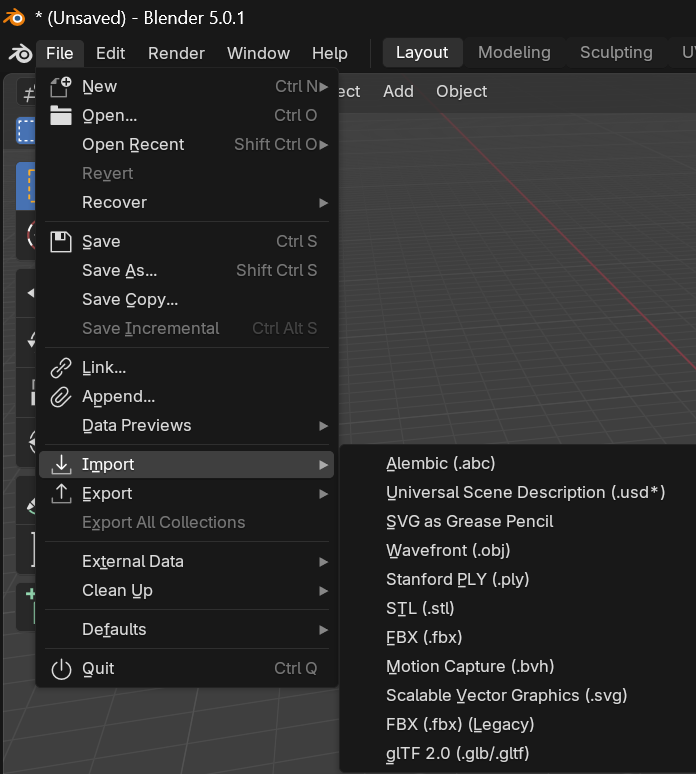 * (Unsaved) - Blender 5.0.1
File Edit Render Window Help Layout Modeling Sculpting
Add Object
New Ctrl N
Open... Ctrl O
Open Recent Shift Ctrl O
Revert
Recover
Save Ctrl S
Save As... Shift Ctrl S
Save Copy...
Save Incremental Ctrl Alt S
Link...
Append...
Data Previews
Import
Export
Export All Collections
External Data
Clean Up
Defaults
Quit Ctrl Q
Alembic (.abc)
Universal Scene Description (.usd*)
SVG as Grease Pencil
Wavefront (.obj)
Stanford PLY (.ply)
STL (.stl)
FBX (.fbx)
Motion Capture (.bvh)
Scalable Vector Graphics (.svg)
FBX (.fbx) (Legacy)
glTF 2.0 (.glb/.gltf)